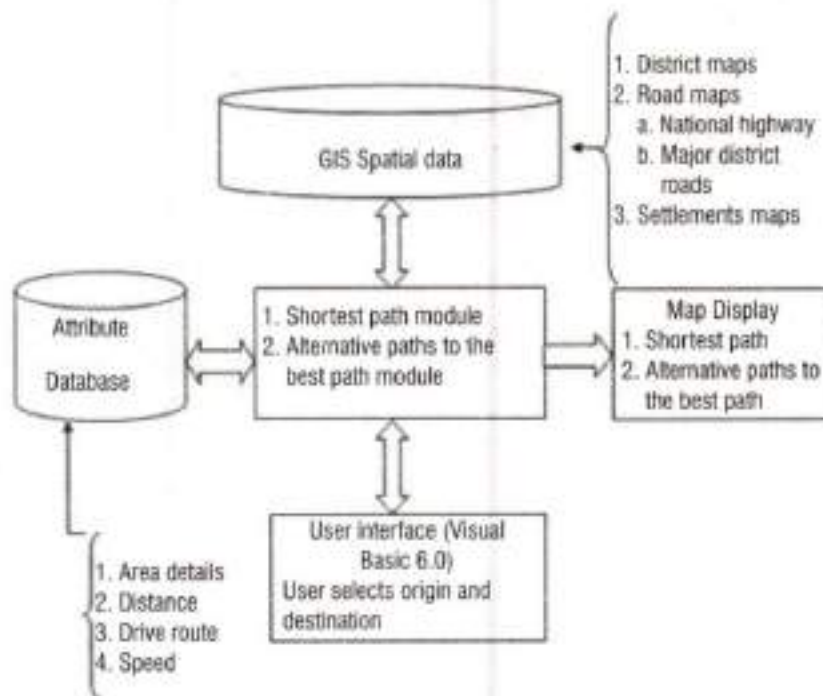 1. District maps
2. Road maps
a. National highway
b. Major district
roads
3. Settlements maps
GIS Spatial data
Attribute
Database
1. Shortest path module
2. Alternative paths to the
best path module
Map Display
1. Shortest path
2. Alternative paths to
the best path
User interface (Visual
Basic 6.0)
User selects origin and
destination
1. Area details
2. Distance
3. Drive route
4. Speed